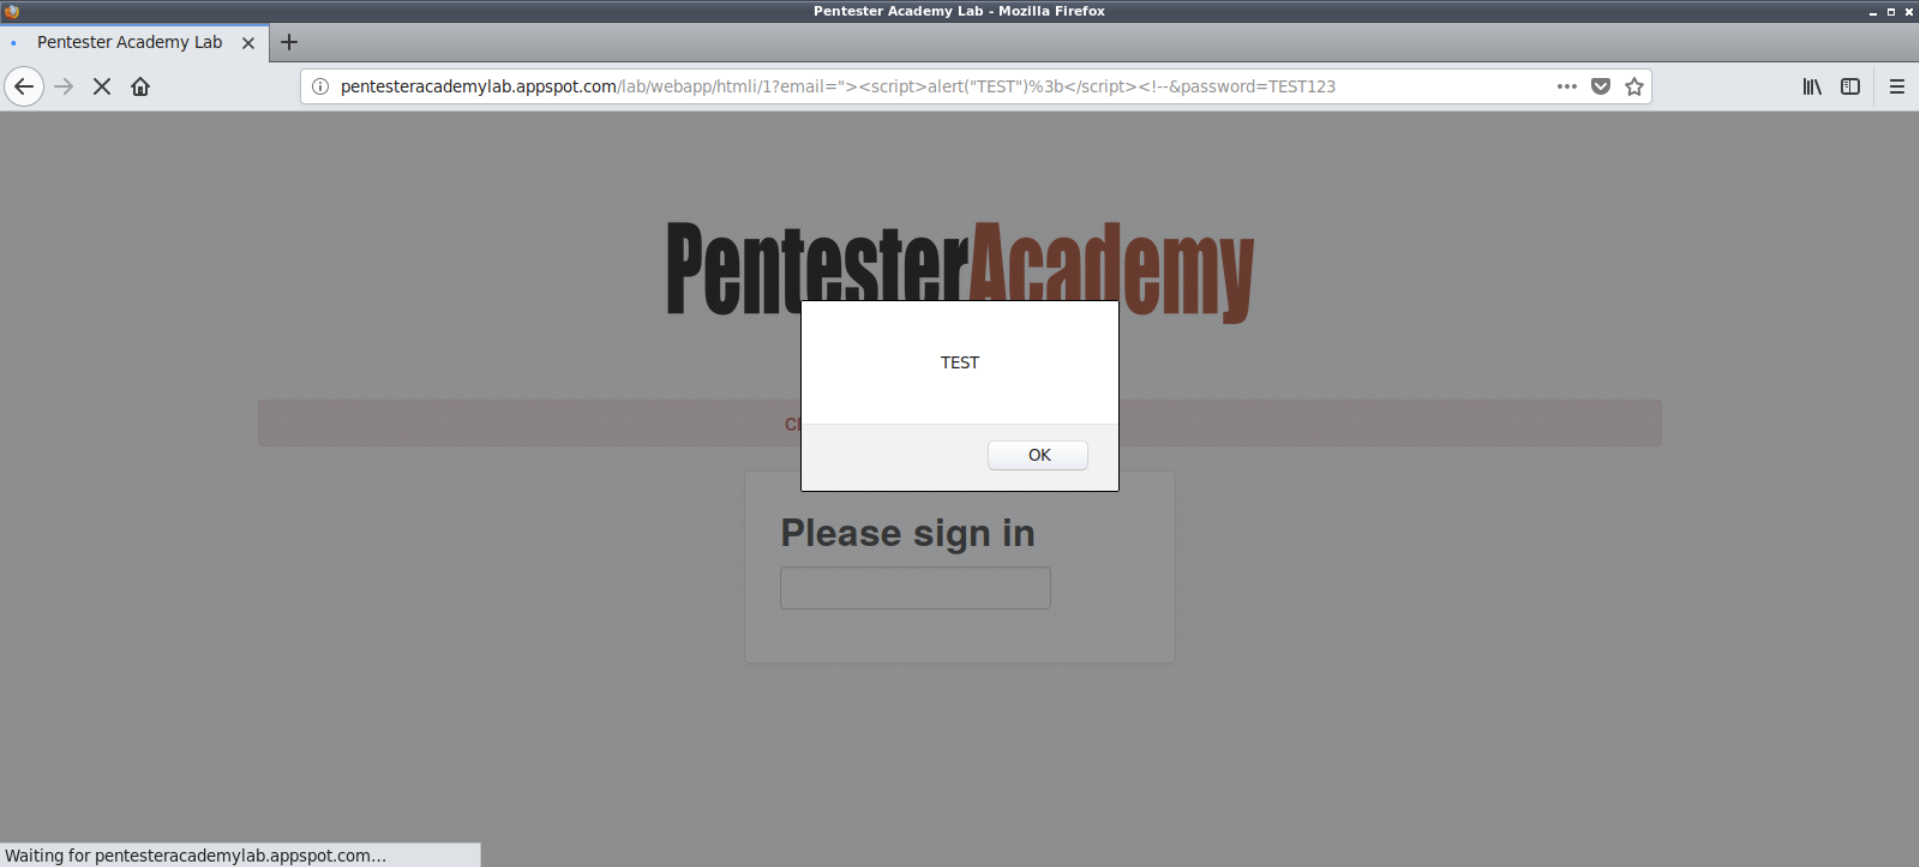 Pentester Academy Lab - Mozilla Firefox
Pentester Academy Lab
pentesteracademylab.appspot.com/lab/webapp/htmli/1?email="><script>alert("TEST")%3b</script><!--&password=TEST123
PentesterAcademy
TEST
OK
Please sign in
Waiting for pentesteracademylab.appspot.com...